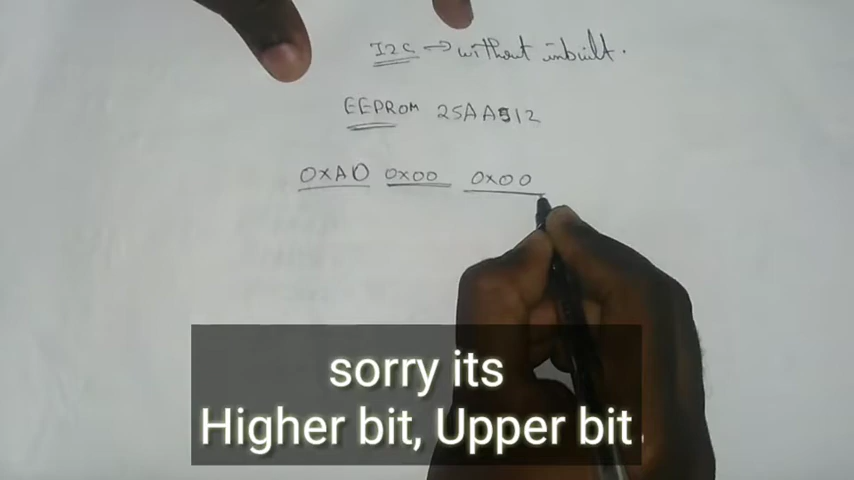 I2C → without inbuilt.
EEPROM 25AA512
0XA0 0x00 0x00
sorry its
Higher bit, Upper bit.